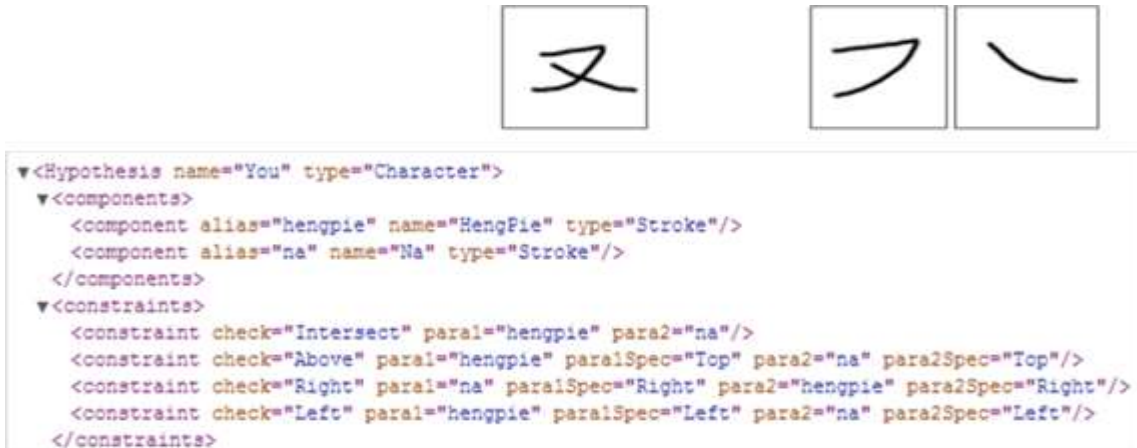 又 フ ㇏
▼<Hypothesis name="You" type="Character">
▼<components>
<component alias="hengpie" name="HengPie" type="Stroke"/>
<component alias="na" name="Na" type="Stroke"/>
</components>
▼<constraints>
<constraint check="Intersect" para1="hengpie" para2="na"/>
<constraint check="Above" para1="hengpie" para1Spec="Top" para2="na" para2Spec="Top"/>
<constraint check="Right" para1="na" para1Spec="Right" para2="hengpie" para2Spec="Right"/>
<constraint check="Left" para1="hengpie" para1Spec="Left" para2="na" para2Spec="Left"/>
</constraints>